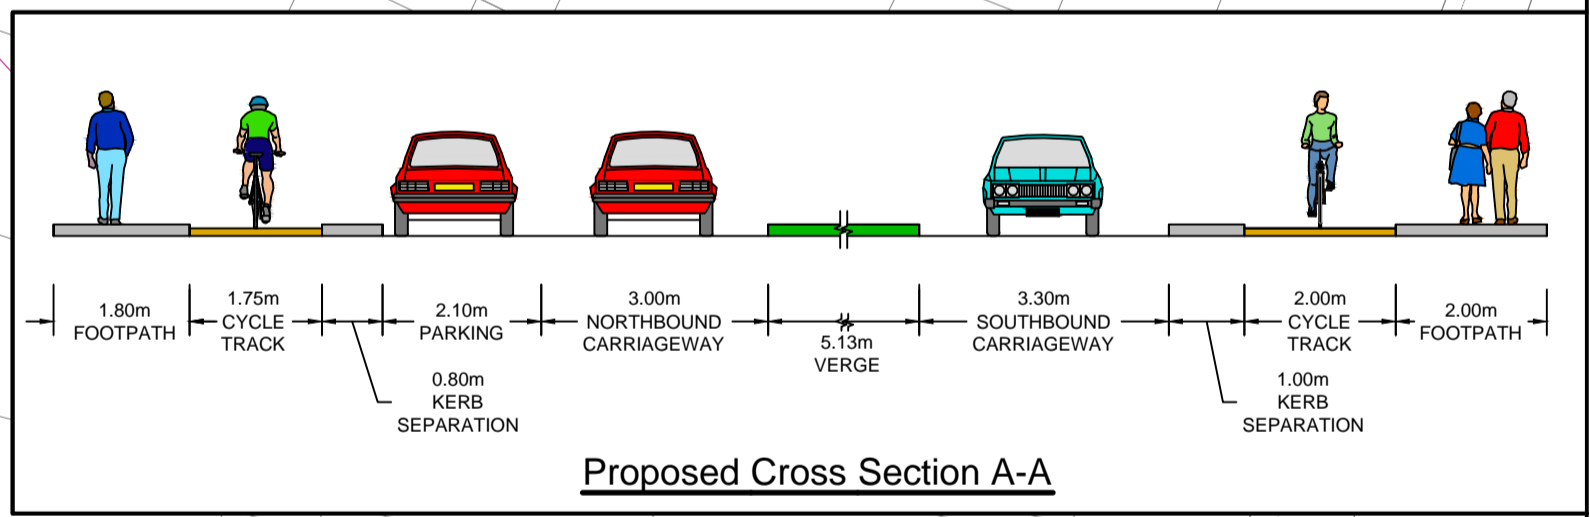 1.80m
FOOTPATH
1.75m
CYCLE
TRACK
0.80m
KERB
SEPARATION
2.10m
PARKING
3.00m
NORTHBOUND
CARRIAGEWAY
5.13m
VERGE
3.30m
SOUTHBOUND
CARRIAGEWAY
1.00m
KERB
SEPARATION
2.00m
CYCLE
TRACK
2.00m
FOOTPATH
Proposed Cross Section A-A